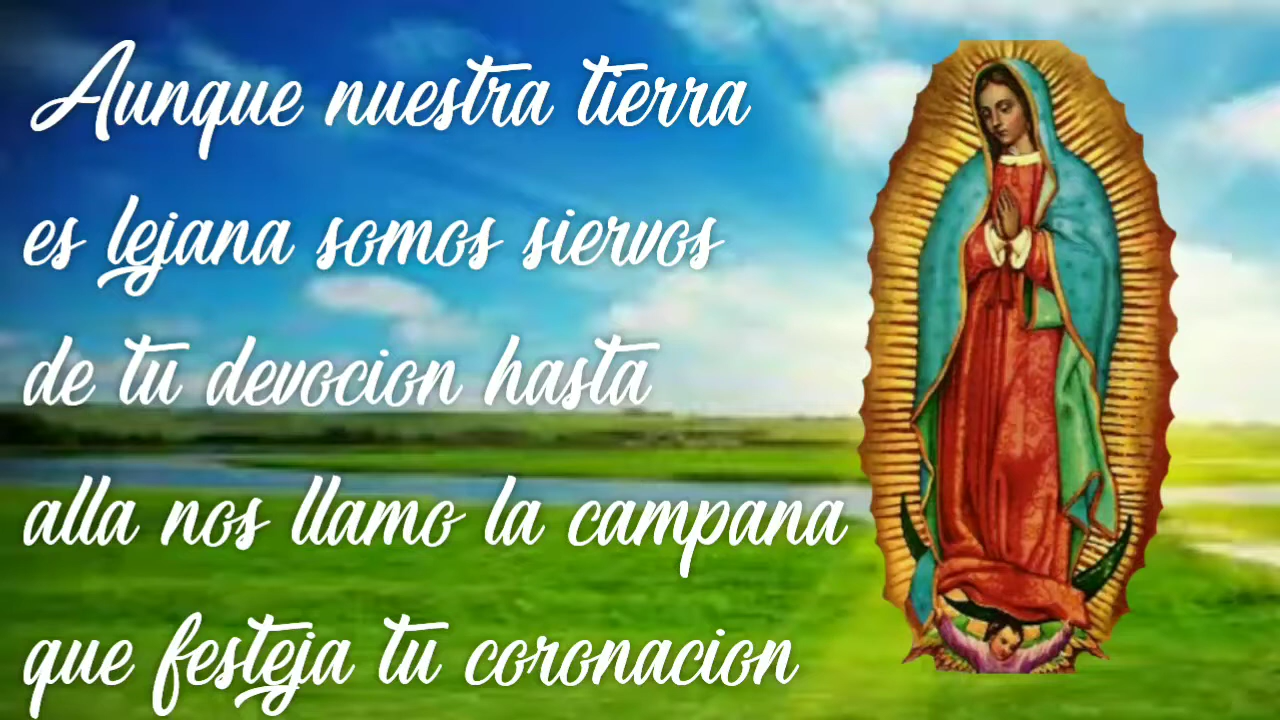 Aunque nuestra tierra
es lejana somos siervos
de tu devocion hasta
alla nos llamo la campana
que festeja tu coronacion